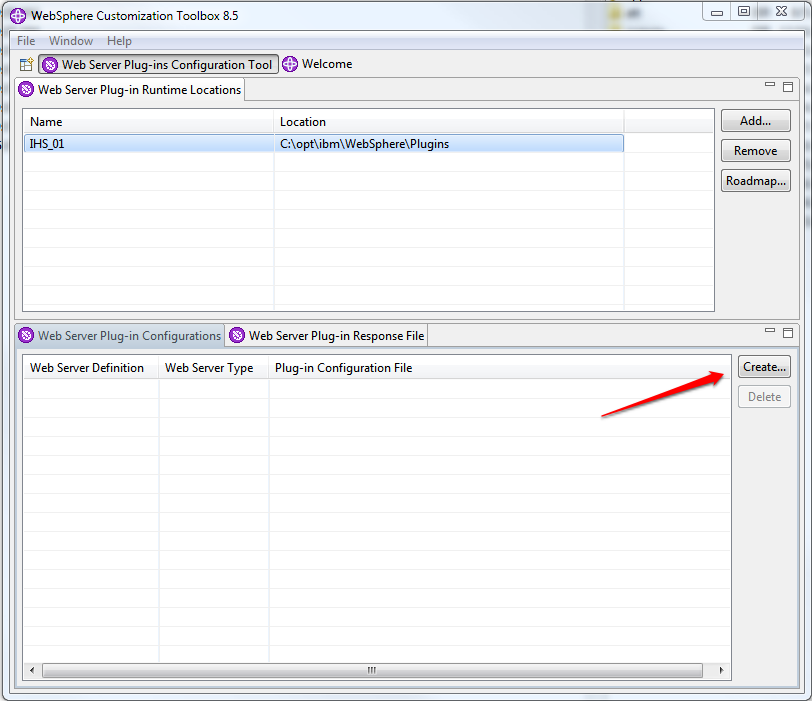 WebSphere Customization Toolbox 8.5
File Window Help
Web Server Plug-ins Configuration Tool Welcome
Web Server Plug-in Runtime Locations
Name Location
IHS_01 C:\opt\ibm\WebSphere\Plugins
Add...
Remove
Roadmap...
Web Server Plug-in Configurations Web Server Plug-in Response File
Web Server Definition Web Server Type Plug-in Configuration File
Create...
Delete